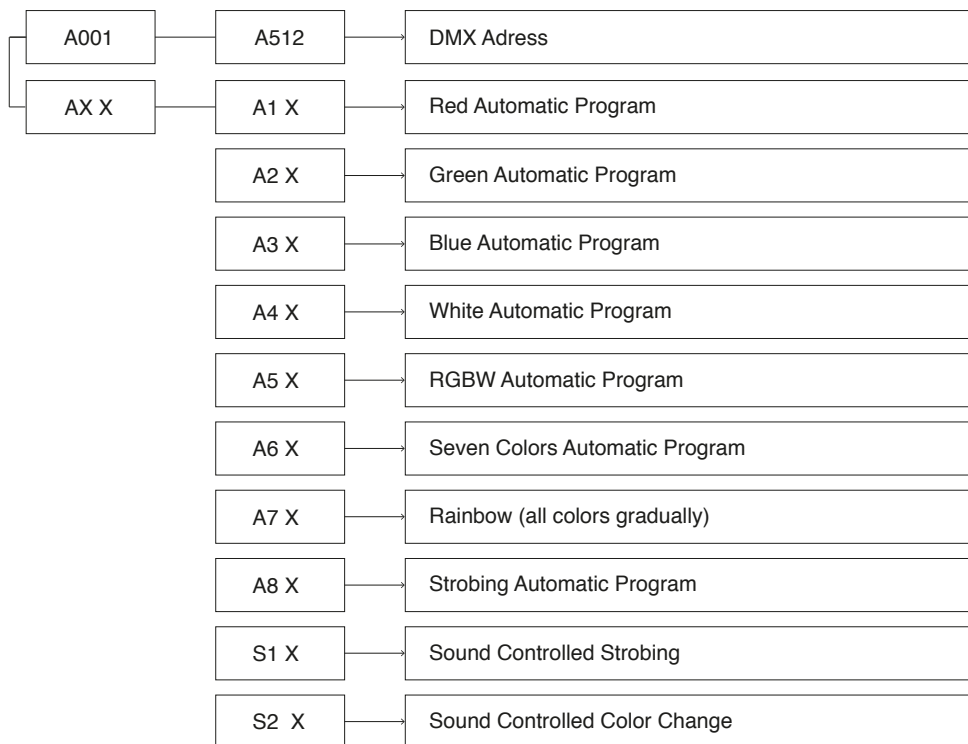 A001 A512 DMX Adress
AX X A1 X Red Automatic Program
A2 X Green Automatic Program
A3 X Blue Automatic Program
A4 X White Automatic Program
A5 X RGBW Automatic Program
A6 X Seven Colors Automatic Program
A7 X Rainbow (all colors gradually)
A8 X Strobing Automatic Program
S1 X Sound Controlled Strobing
S2 X Sound Controlled Color Change